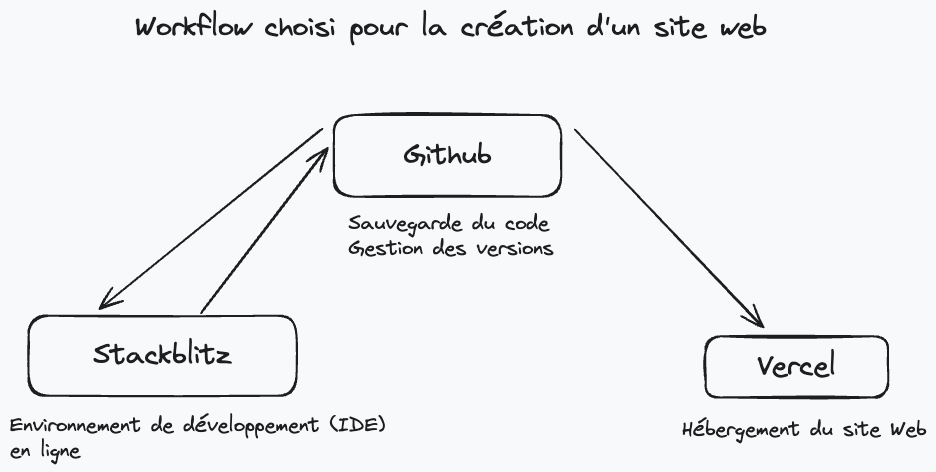 Workflow choisi pour la création d'un site web
Github
Sauvegarde du code
Gestion des versions
Stackblitz
Environnement de développement (IDE)
en ligne
Vercel
Hébergement du site Web